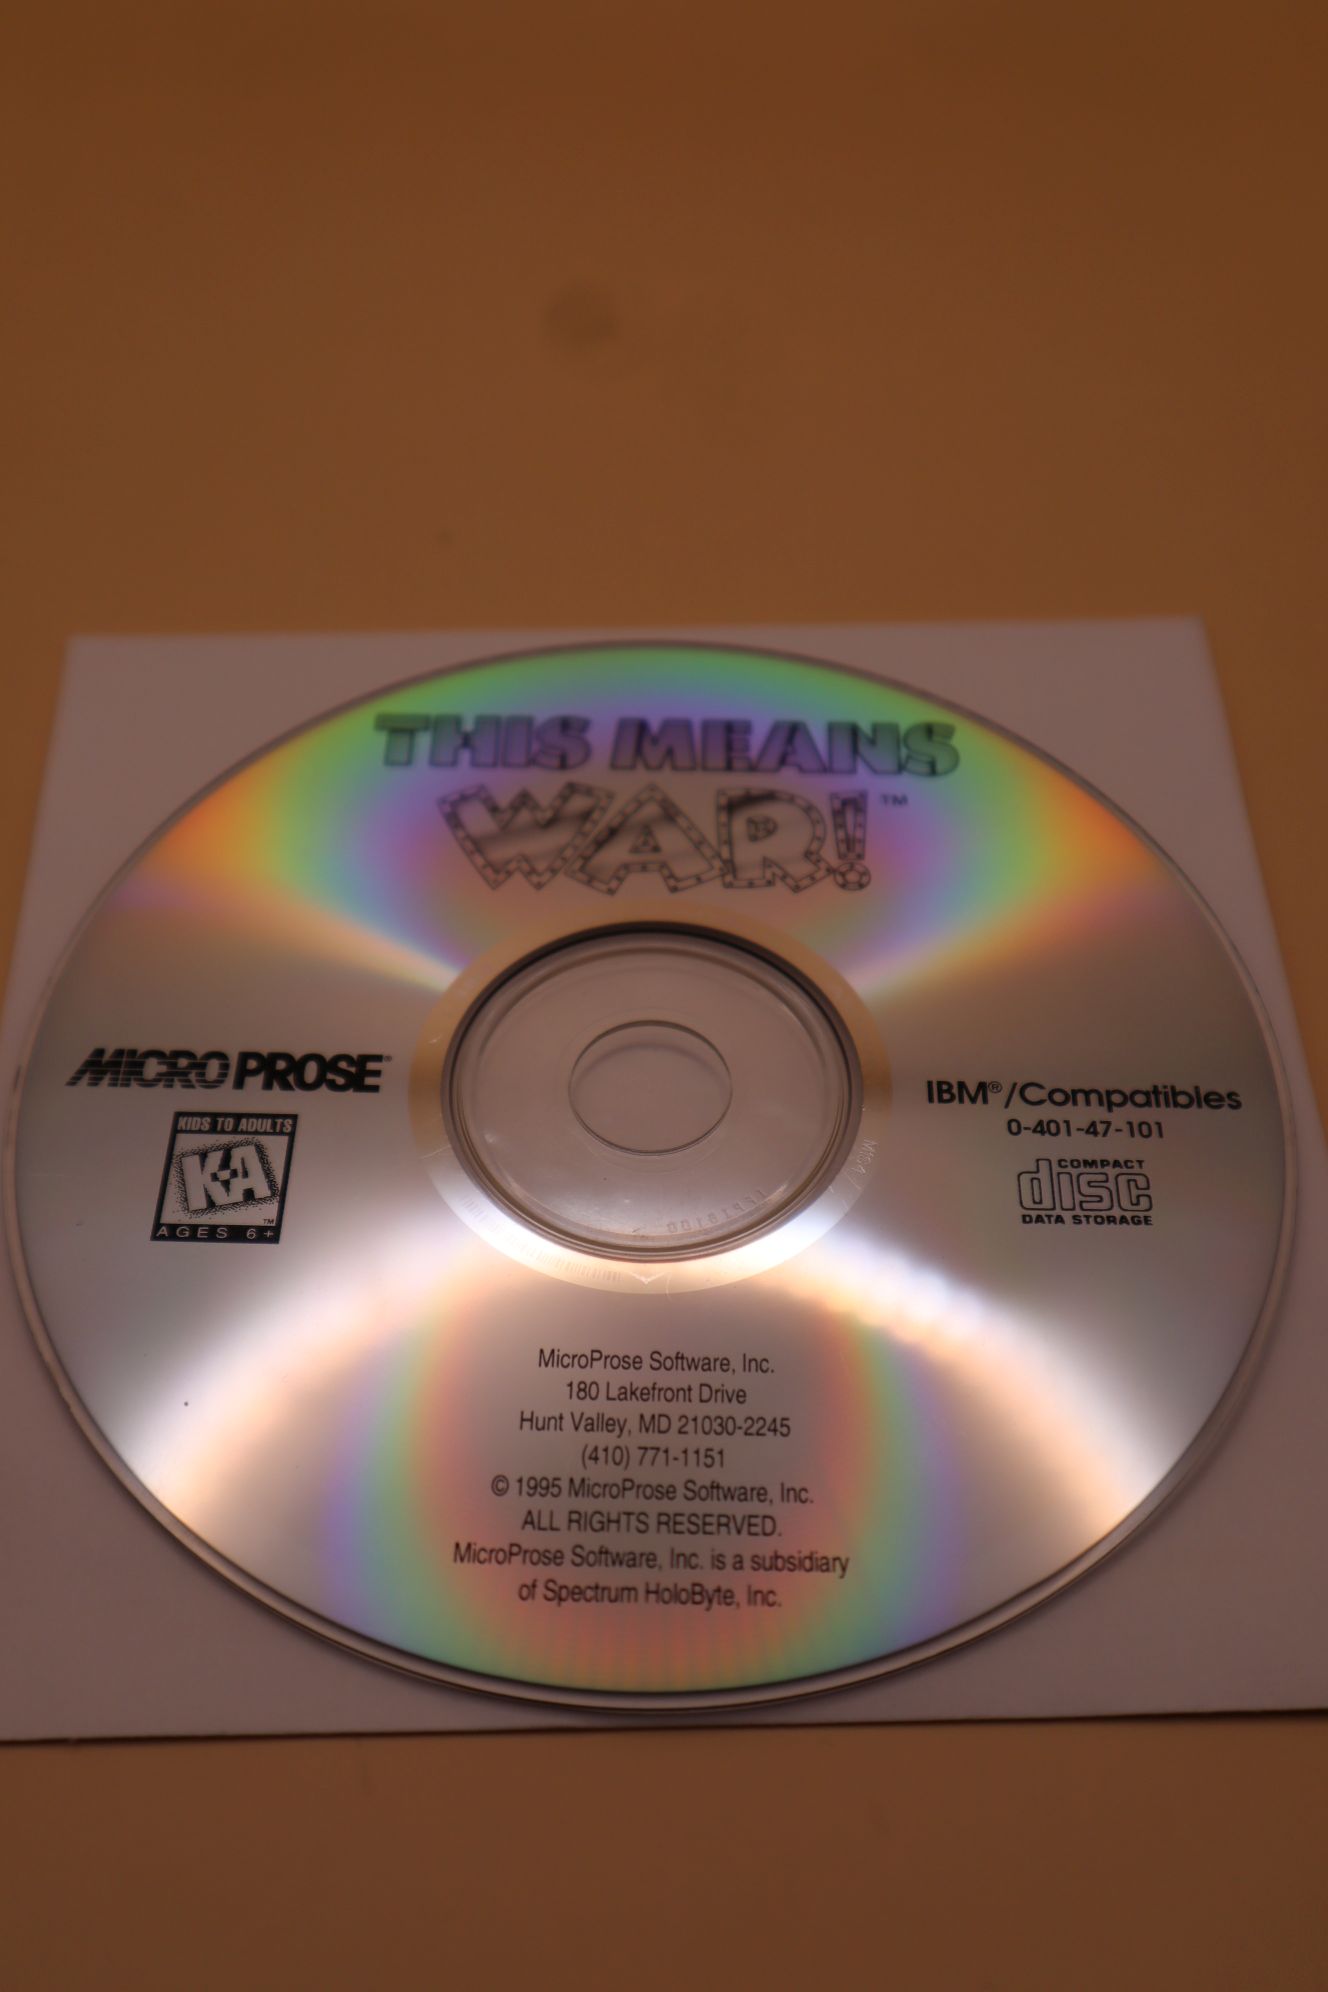 THIS MEANS
WAR!™
MICROPROSE®
KIDS TO ADULTS
K-A
™
AGES 6+
IBM®/Compatibles
0-401-47-101
COMPACT
disc
DATA STORAGE
IFPI
MicroProse Software, Inc.
180 Lakefront Drive
Hunt Valley, MD 21030-2245
(410) 771-1151
© 1995 MicroProse Software, Inc.
ALL RIGHTS RESERVED.
MicroProse Software, Inc. is a subsidiary
of Spectrum HoloByte, Inc.